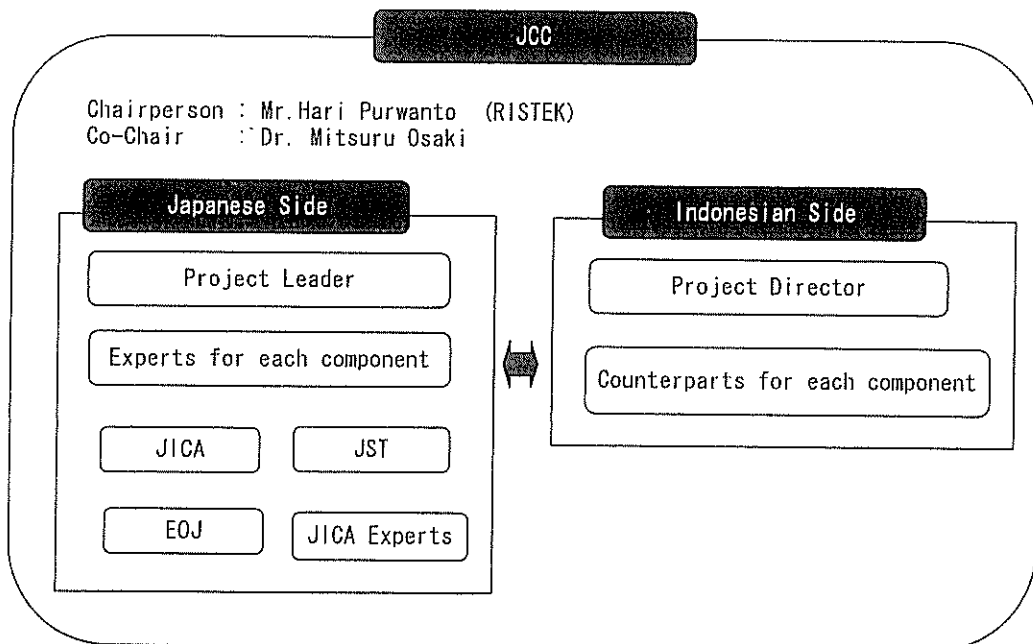 JCC
Chairperson : Mr.Hari Purwanto (RISTEK)
Co-Chair : Dr. Mitsuru Osaki
Japanese Side
Project Leader
Experts for each component
JICA
JST
EOJ
JICA Experts
Indonesian Side
Project Director
Counterparts for each component